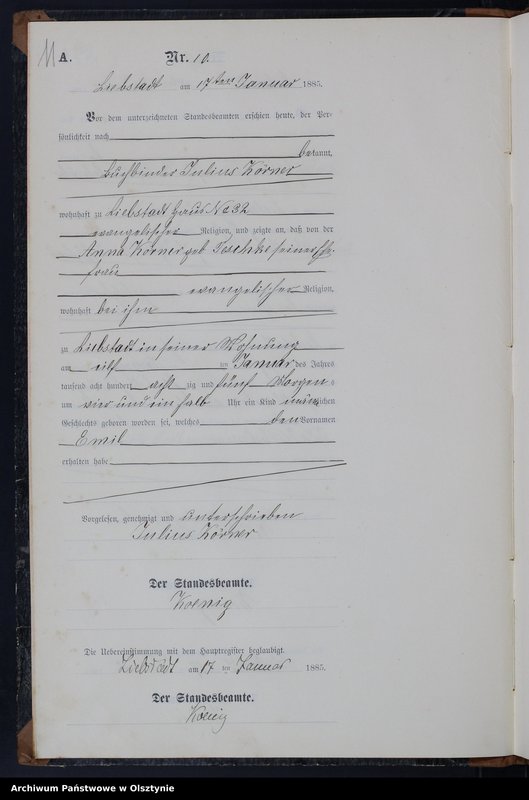 11
A.
Nr. 10.
Liebstadt am 17ten Januar 1885.
Vor dem unterzeichneten Standesbeamten erschien heute, der Per-
sönlichkeit nach
bekannt,
Buchbinder Julius Körner
wohnhaft zu Liebstadt Haus No 32
evangelischer Religion, und zeigte an, daß von der
Anna Körner geb Teschke seiner Ehe-
frau
evangelischer Religion,
wohnhaft bei ihm
zu Liebstadt in seiner Wohnung
am elf ten Januar des Jahres
tausend acht hundert acht zig und fünf Morgens
um vier und ein halb Uhr ein Kind männlichen
Geschlechts geboren worden sei, welches den Vornamen
Emil
erhalten habe
Vorgelesen, genehmigt und unterschrieben
Julius Körner
Der Standesbeamte.
Koenig
Die Uebereinstimmung mit dem Hauptregister beglaubigt.
Liebstadt am 17 ten Januar 1885.
Der Standesbeamte.
Koenig
Archiwum Państwowe w Olsztynie